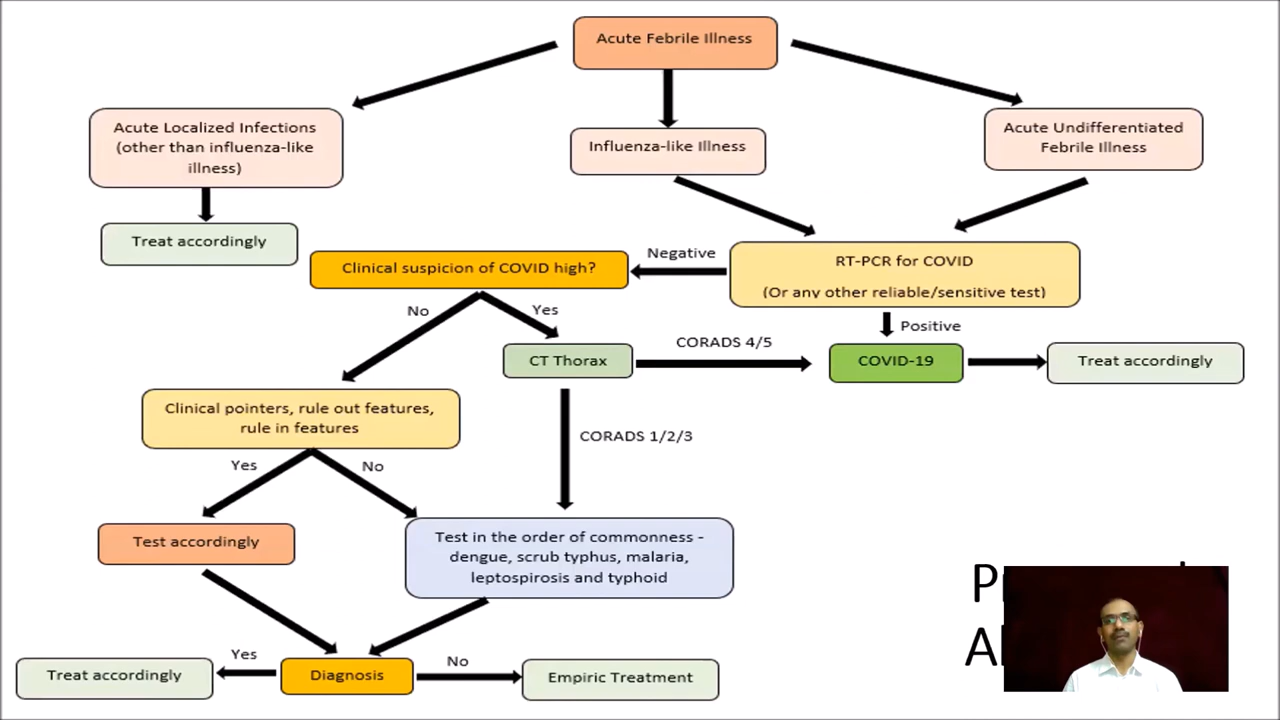 Acute Febrile Illness
Acute Localized Infections
(other than influenza-like
illness)
Influenza-like Illness
Acute Undifferentiated
Febrile Illness
Treat accordingly
Clinical suspicion of COVID high?
Negative
RT-PCR for COVID
(Or any other reliable/sensitive test)
No
Yes
Positive
CT Thorax
CORADS 4/5
COVID-19
Treat accordingly
Clinical pointers, rule out features,
rule in features
CORADS 1/2/3
Yes
No
Test accordingly
Test in the order of commonness -
dengue, scrub typhus, malaria,
leptospirosis and typhoid
Treat accordingly
Yes
Diagnosis
No
Empiric Treatment